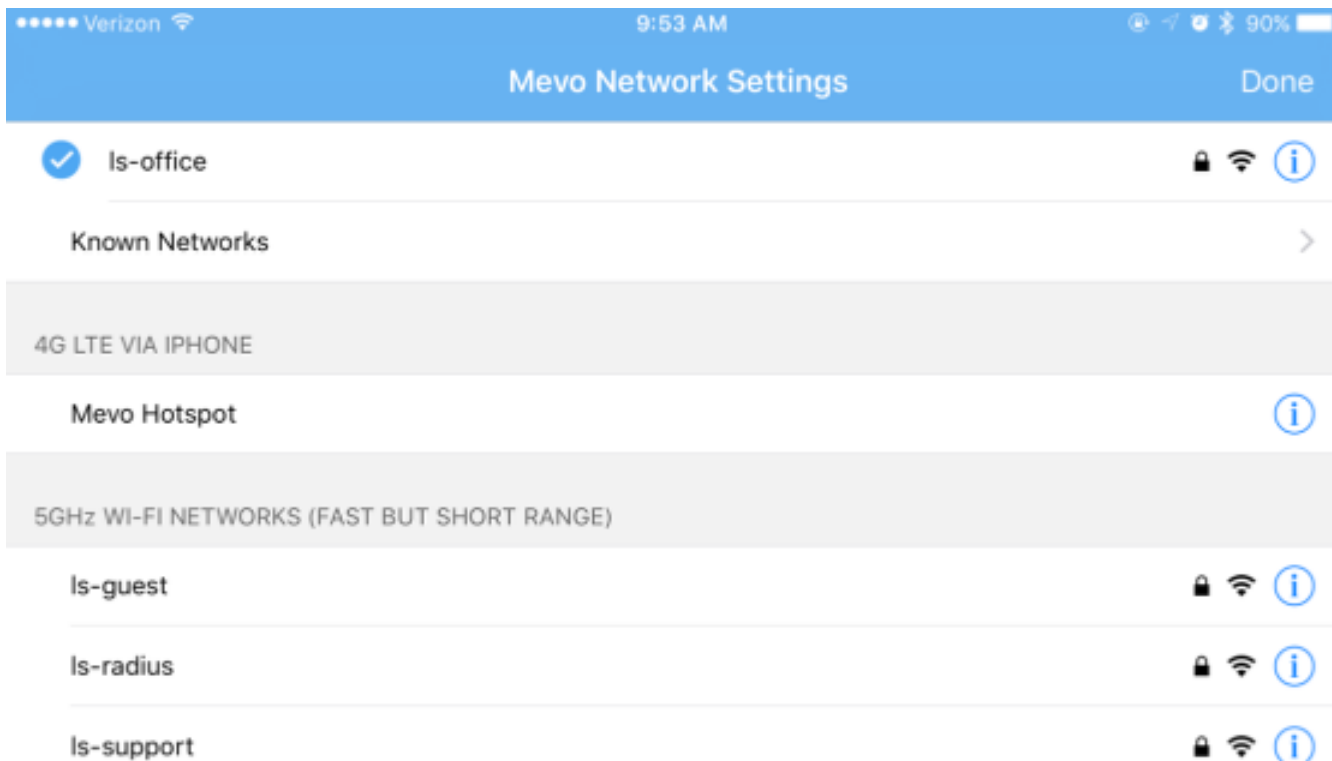 Verizon 9:53 AM 90%
Mevo Network Settings Done
ls-office
Known Networks
4G LTE VIA IPHONE
Mevo Hotspot
5GHz WI-FI NETWORKS (FAST BUT SHORT RANGE)
ls-guest
ls-radius
ls-support